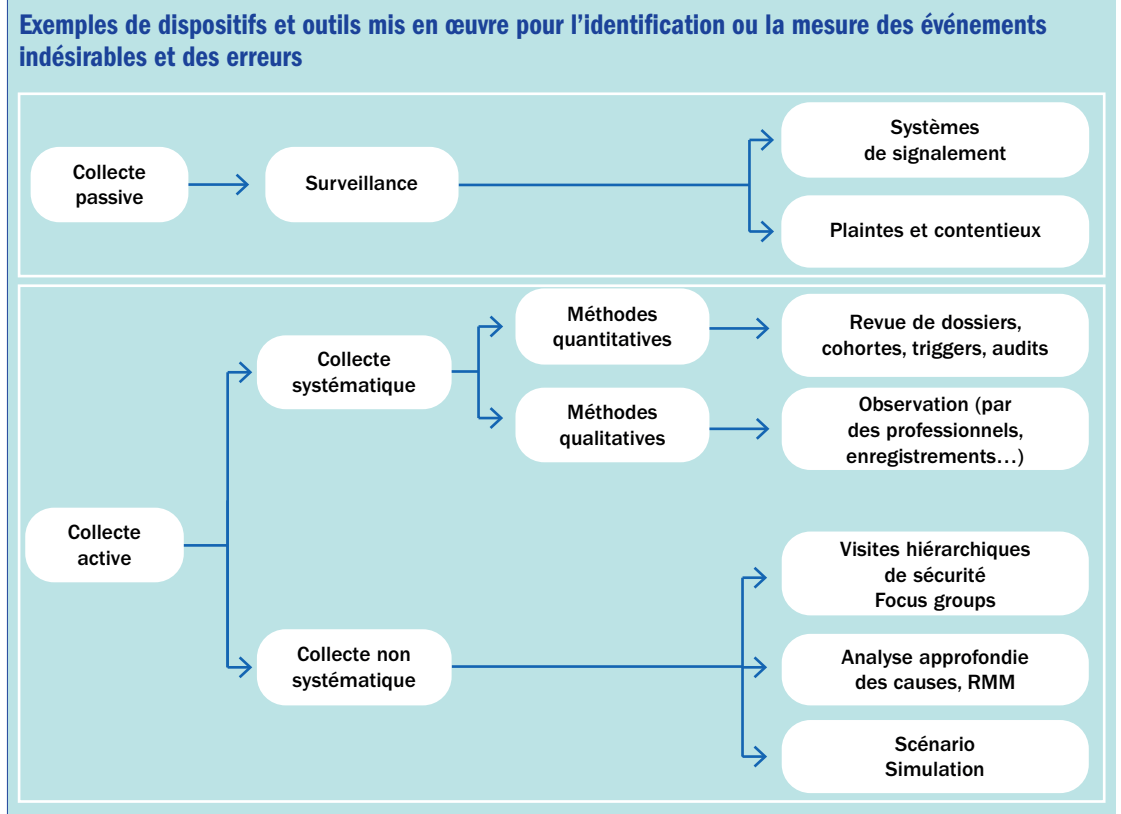 Exemples de dispositifs et outils mis en œuvre pour l’identification ou la mesure des événements
indésirables et des erreurs
Collecte
passive
Surveillance
Systèmes
de signalement
Plaintes et contentieux
Collecte
active
Collecte
systématique
Méthodes
quantitatives
Revue de dossiers,
cohortes, triggers, audits
Méthodes
qualitatives
Observation (par
des professionnels,
enregistrements…)
Collecte non
systématique
Visites hiérarchiques
de sécurité
Focus groups
Analyse approfondie
des causes, RMM
Scénario
Simulation